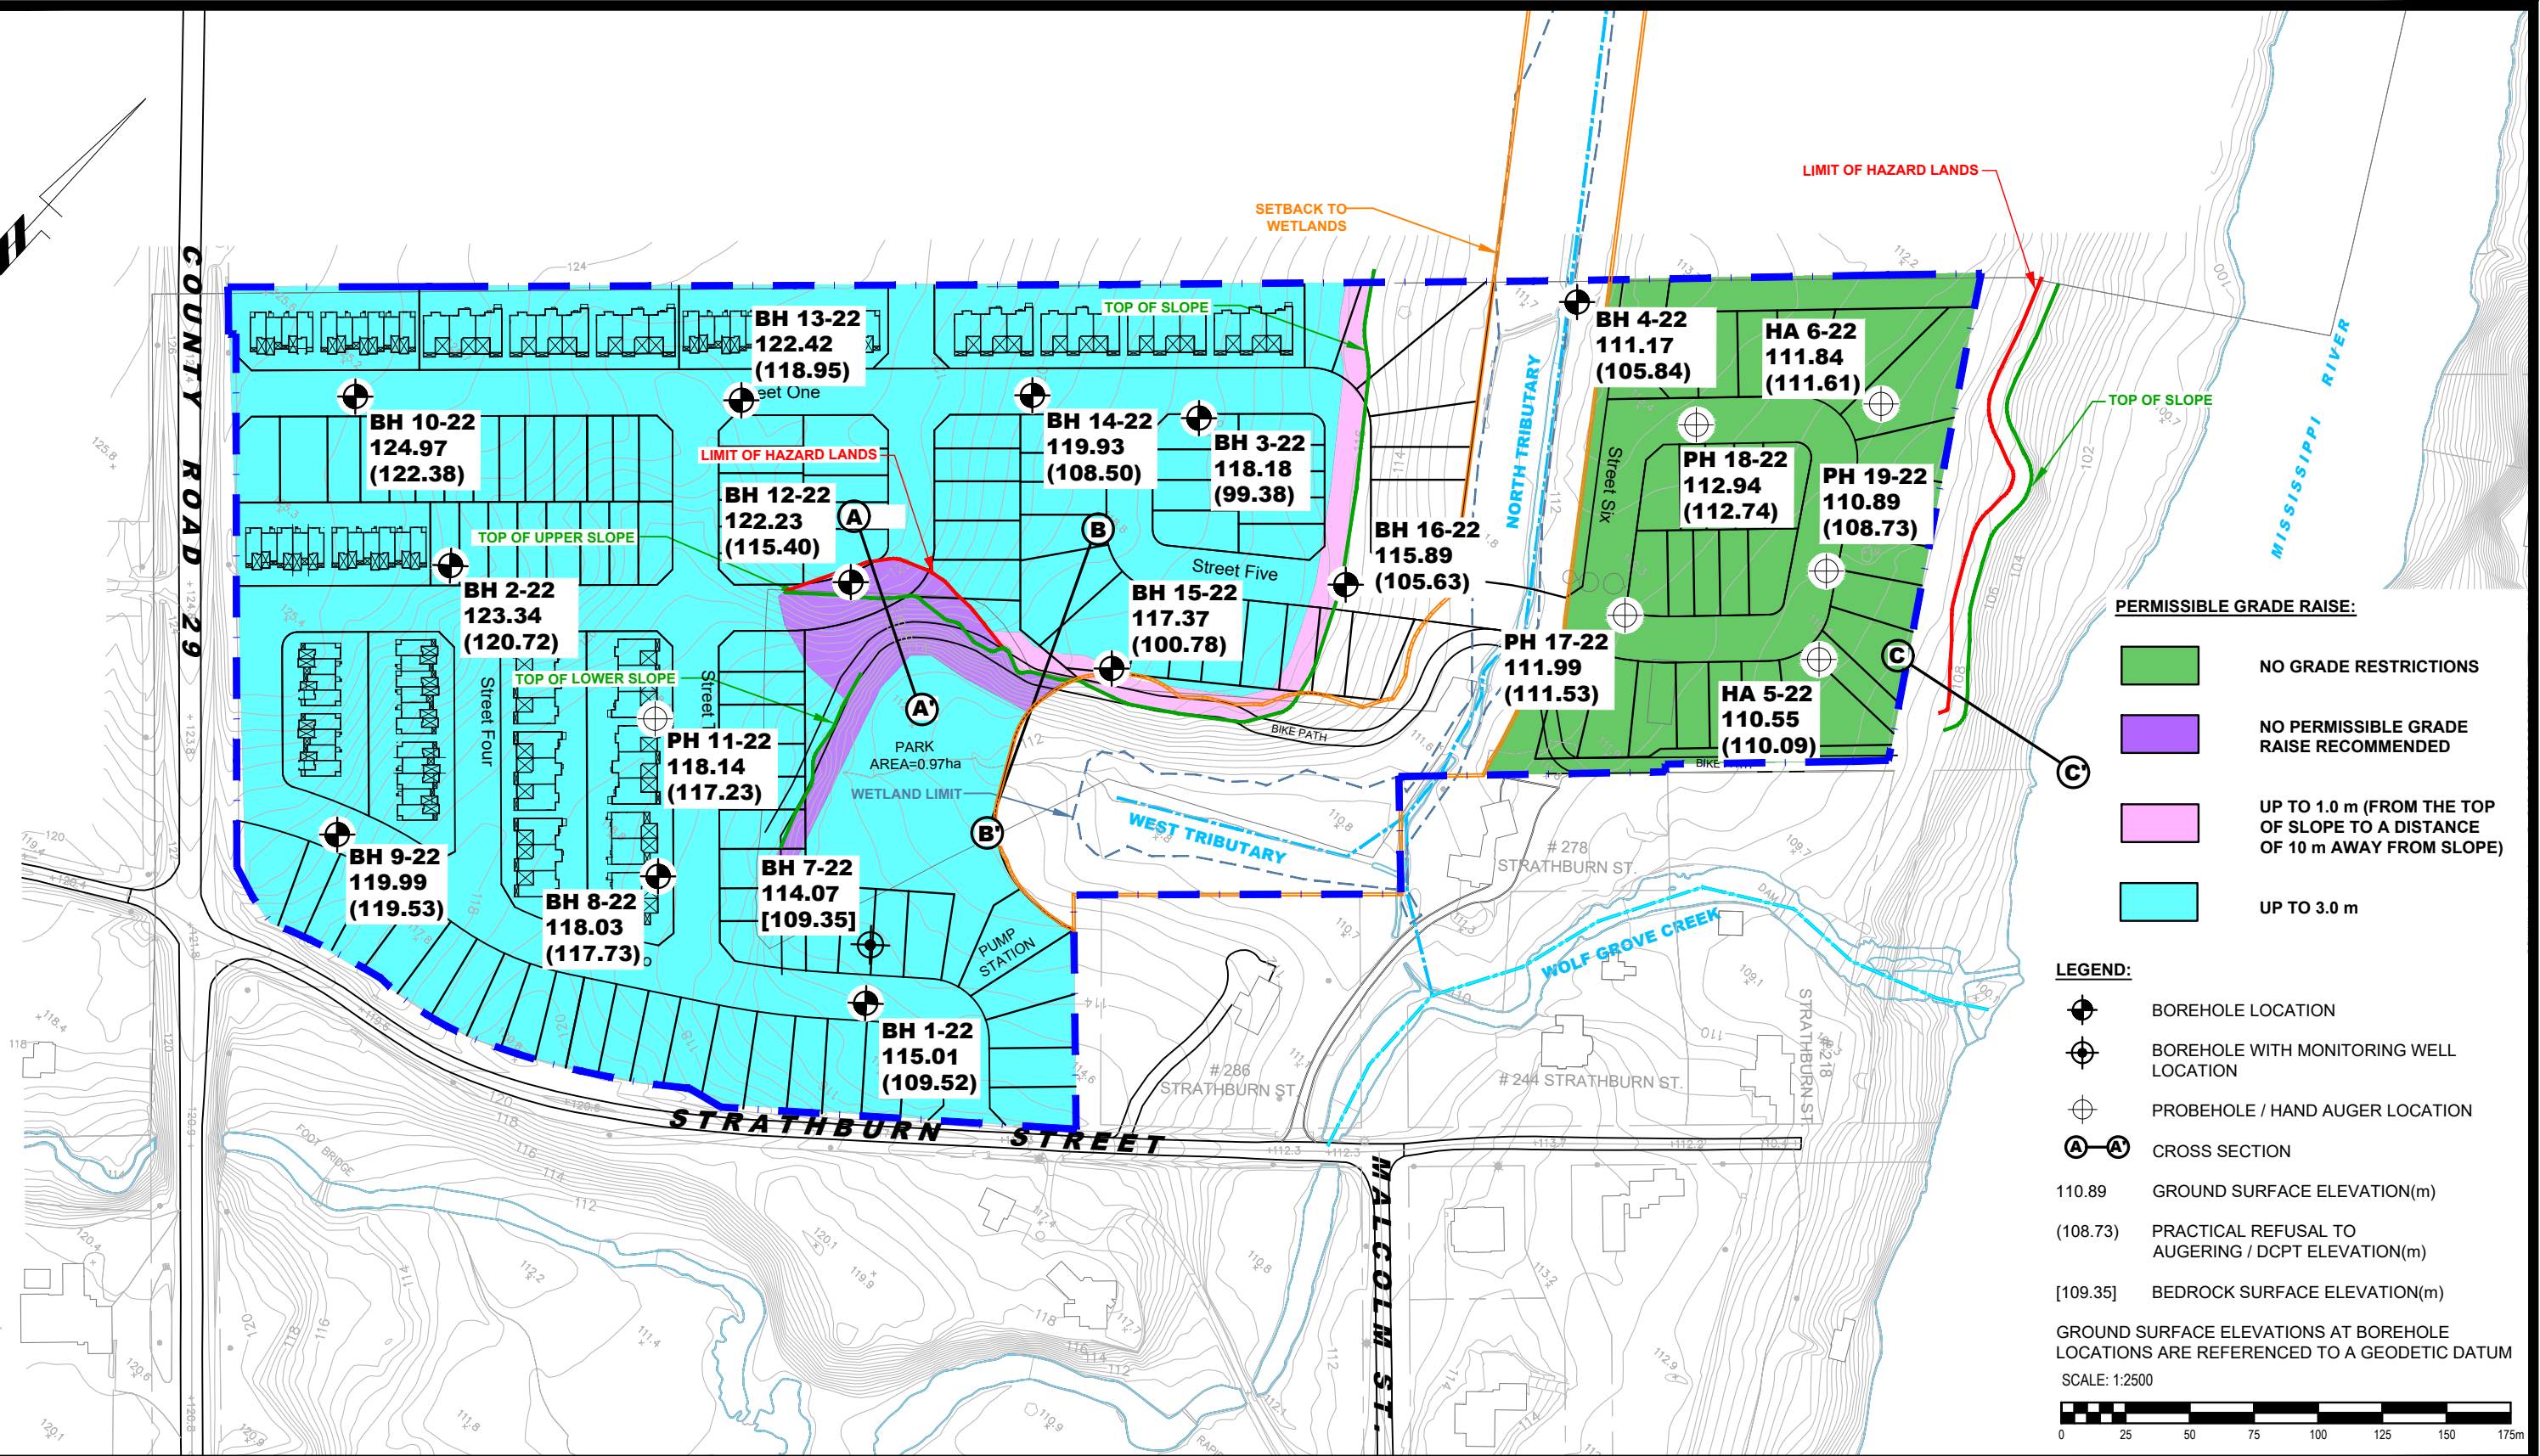 LIMIT OF HAZARD LANDS
SETBACK TO
WETLANDS
COUNTY ROAD 29
124
TOP OF SLOPE
BH 13-22
122.42
(118.95)
eet One
BH 4-22
111.17
(105.84)
HA 6-22
111.84
(111.61)
NORTH TRIBUTARY
MISSISSIPPI RIVER
TOP OF SLOPE
BH 10-22
124.97
(122.38)
BH 14-22
119.93
(108.50)
BH 3-22
118.18
(99.38)
LIMIT OF HAZARD LANDS
Street Six
PH 18-22
112.94
(112.74)
PH 19-22
110.89
(108.73)
BH 12-22
122.23
(115.40)
A
B
TOP OF UPPER SLOPE
BH 16-22
115.89
(105.63)
Street Five
BH 2-22
123.34
(120.72)
BH 15-22
117.37
(100.78)
PH 17-22
111.99
(111.53)
C
TOP OF LOWER SLOPE
Street Four
A'
HA 5-22
110.55
(110.09)
PH 11-22
118.14
(117.23)
PARK
AREA=0.97ha
BIKE PATH
BIKE
C'
WETLAND LIMIT
WEST TRIBUTARY
B'
# 278
STRATHBURN ST.
BH 9-22
119.99
(119.53)
BH 8-22
118.03
(117.73)
BH 7-22
114.07
[109.35]
PUMP
STATION
DAM
WOLF GROVE CREEK
BH 1-22
115.01
(109.52)
# 286
STRATHBURN ST.
# 244 STRATHBURN ST.
#218
STRATHBURN ST.
STRATHBURN STREET
FOOT BRIDGE
MALCOLM ST.
PERMISSIBLE GRADE RAISE:
NO GRADE RESTRICTIONS
NO PERMISSIBLE GRADE
RAISE RECOMMENDED
UP TO 1.0 m (FROM THE TOP
OF SLOPE TO A DISTANCE
OF 10 m AWAY FROM SLOPE)
UP TO 3.0 m
LEGEND:
BOREHOLE LOCATION
BOREHOLE WITH MONITORING WELL
LOCATION
PROBEHOLE / HAND AUGER LOCATION
A A' CROSS SECTION
110.89 GROUND SURFACE ELEVATION(m)
(108.73) PRACTICAL REFUSAL TO
AUGERING / DCPT ELEVATION(m)
[109.35] BEDROCK SURFACE ELEVATION(m)
GROUND SURFACE ELEVATIONS AT BOREHOLE
LOCATIONS ARE REFERENCED TO A GEODETIC DATUM
SCALE: 1:2500
0 25 50 75 100 125 150 175m